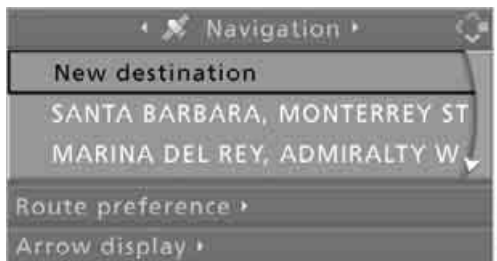 Navigation
New destination
SANTA BARBARA, MONTERREY ST
MARINA DEL REY, ADMIRALTY W
Route preference
Arrow display